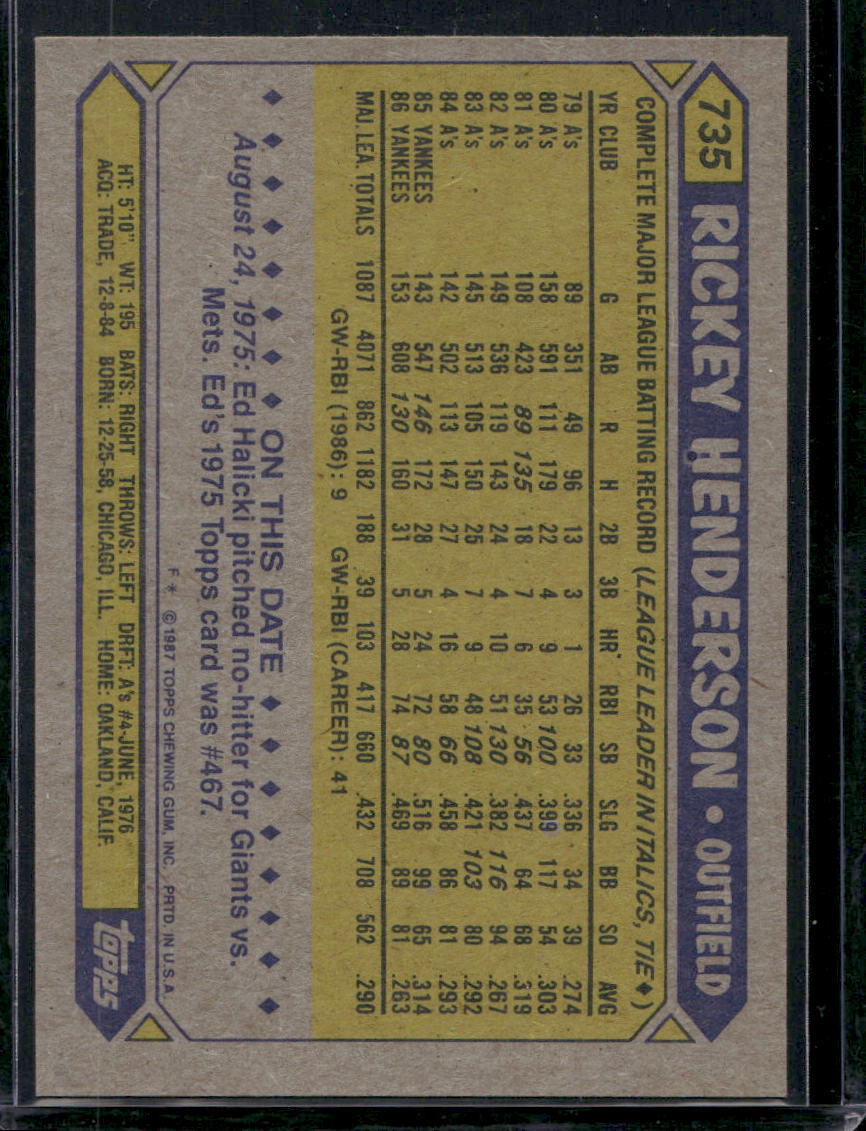 735 RICKEY HENDERSON • OUTFIELD
COMPLETE MAJOR LEAGUE BATTING RECORD (LEAGUE LEADER IN ITALICS, TIE♦)
YR CLUB G AB R H 2B 3B HR RBI SB SLG BB SO AVG
79 A's 89 351 49 96 13 3 1 26 33 .336 34 39 .274
80 A's 158 591 111 179 22 4 9 53 100 .399 117 54 .303
81 A's 108 423 89 135 18 7 6 35 56 .437 64 68 .319
82 A's 149 536 119 143 24 4 10 51 130 .382 116 94 .267
83 A's 145 513 105 150 25 7 9 48 108 .421 103 80 .292
84 A's 142 502 113 147 27 4 16 58 66 .458 86 81 .293
85 YANKEES 143 547 146 172 28 5 24 72 80 .516 99 65 .314
86 YANKEES 153 608 130 160 31 5 28 74 87 .469 89 81 .263
MAJ. LEA. TOTALS 1087 4071 862 1182 188 39 103 417 660 .432 708 562 .290
GW-RBI (1986): 9 GW-RBI (CAREER): 41
♦ ♦ ♦ ♦ ♦ ♦ ♦ ♦ ON THIS DATE ♦ ♦ ♦ ♦ ♦ ♦ ♦ ♦
August 24, 1975: Ed Halicki pitched no-hitter for Giants vs.
Mets. Ed's 1975 Topps card was #467.
F * ©1987 TOPPS CHEWING GUM, INC. PRTD. IN U.S.A.
HT: 5'10" WT: 195 BATS: RIGHT THROWS: LEFT DRFT: A's #4-JUNE, 1976
ACQ: TRADE, 12-8-84 BORN: 12-25-58, CHICAGO, ILL. HOME: OAKLAND, CALIF.
topps